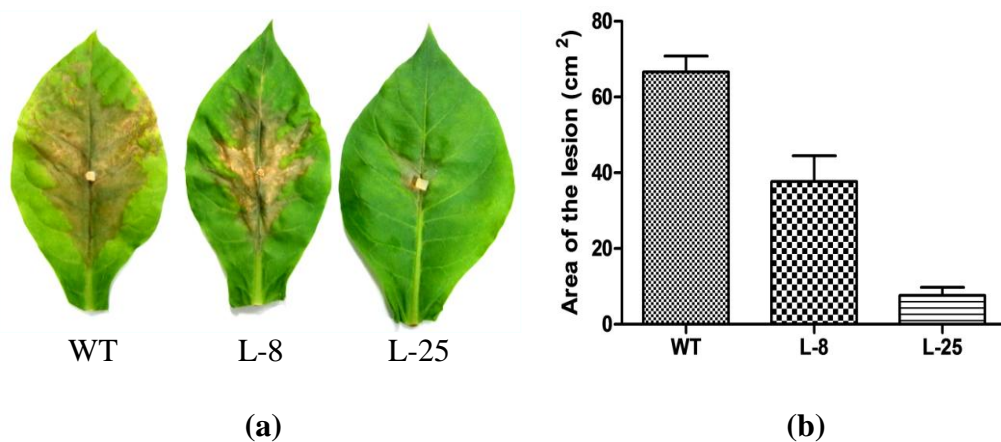 WT L-8 L-25
(a)
Area of the lesion (cm 2)
80
60
40
20
0
WT L-8 L-25
(b)